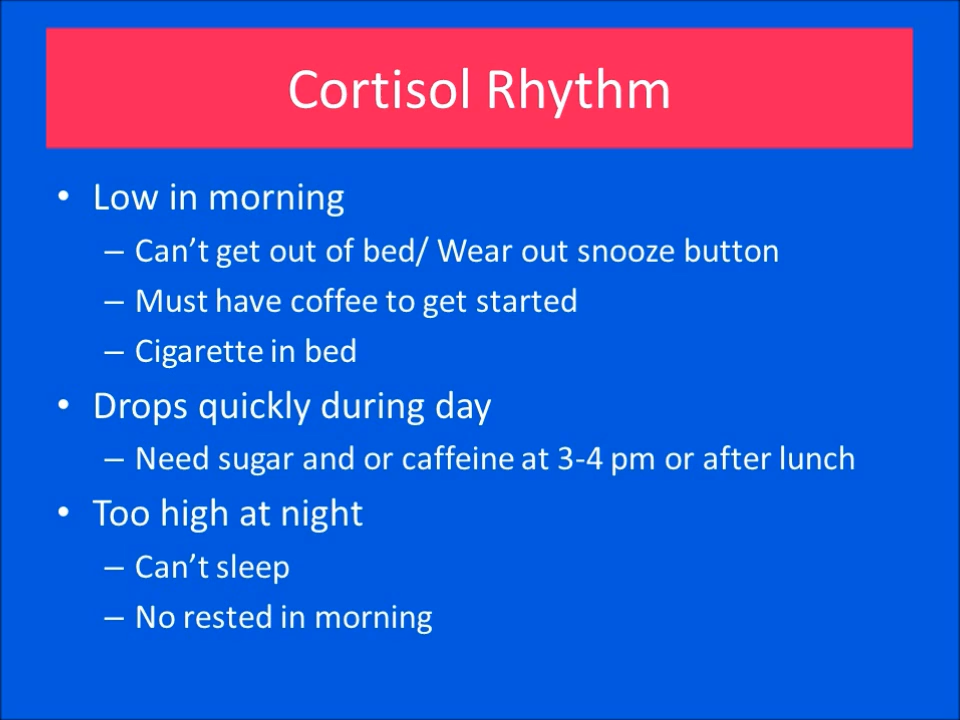 Cortisol Rhythm
• Low in morning
– Can’t get out of bed/ Wear out snooze button
– Must have coffee to get started
– Cigarette in bed
• Drops quickly during day
– Need sugar and or caffeine at 3-4 pm or after lunch
• Too high at night
– Can’t sleep
– No rested in morning